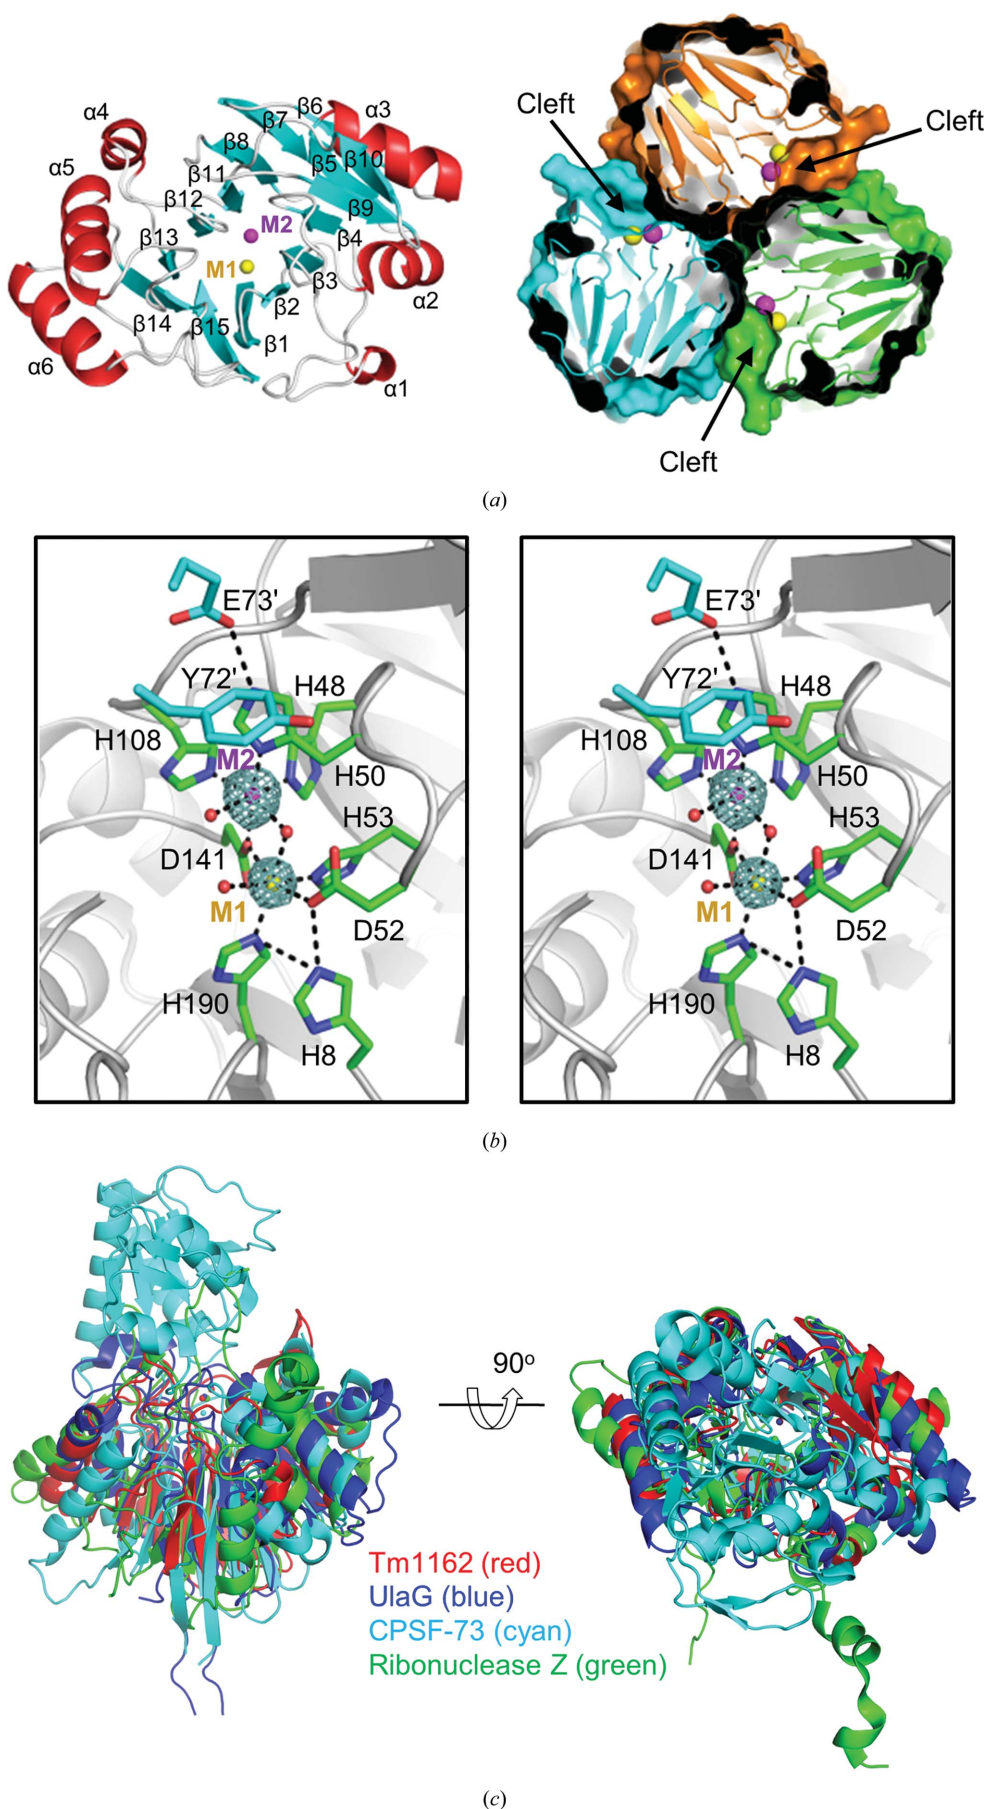 α4
β6
α3
β7
α5
β8
β5
β10
β11
β12
β9
M2
β4
β13
M1
β3
α2
β2
β14
β15
β1
α6
α1
Cleft
Cleft
Cleft
(a)
E73'
Y72'
H48
H108
M2
H50
H53
D141
M1
D52
H190
H8
E73'
Y72'
H48
H108
M2
H50
H53
D141
M1
D52
H190
H8
(b)
90°
Tm1162 (red)
UlaG (blue)
CPSF-73 (cyan)
Ribonuclease Z (green)
(c)